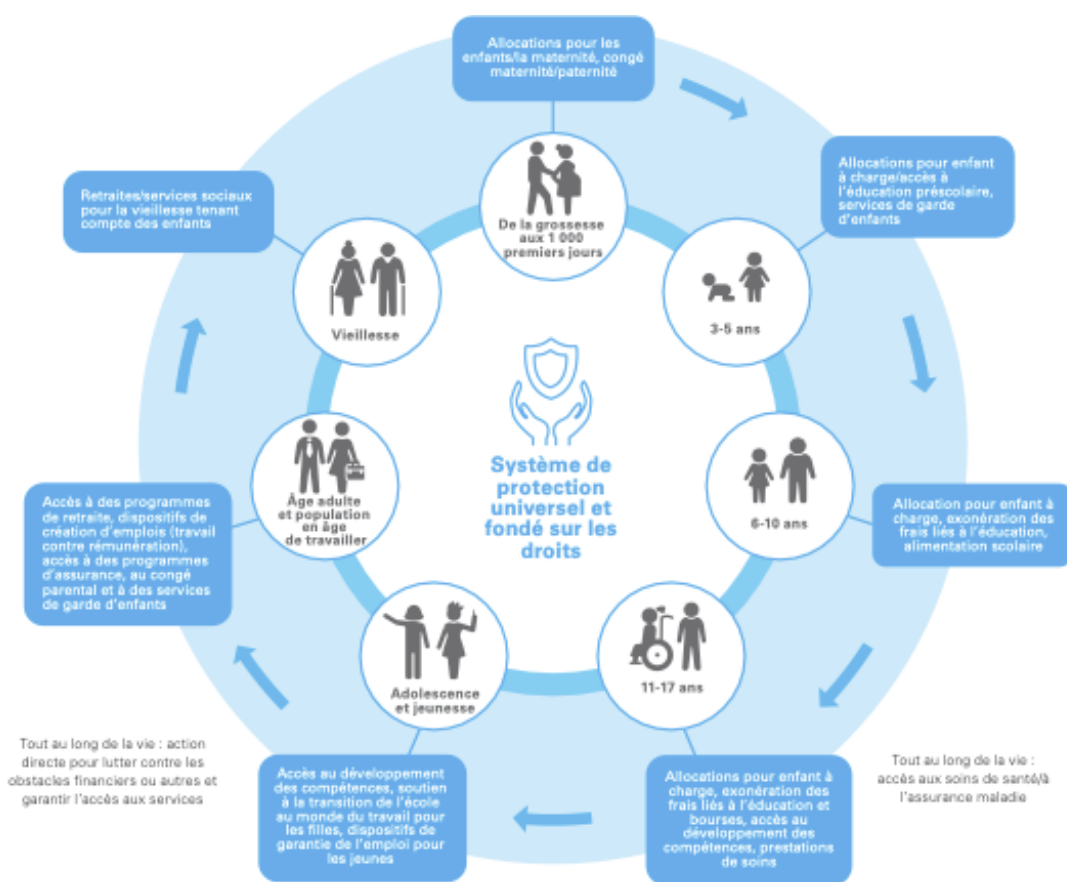 Allocations pour les
enfants/la maternité, congé
maternité/paternité
De la grossesse
aux 1 000
premiers jours
Allocations pour enfant
à charge/accès à
l'éducation préscolaire,
services de garde
d'enfants
3-5 ans
Allocation pour enfant à
charge, exonération des
frais liés à l'éducation,
alimentation scolaire
6-10 ans
Allocations pour enfant à
charge, exonération des
frais liés à l'éducation et
bourses, accès au
développement des
compétences, prestations
de soins
11-17 ans
Accès au développement
des compétences, soutien
à la transition de l'école
au monde du travail pour
les filles, dispositifs de
garantie de l'emploi pour
les jeunes
Adolescence
et jeunesse
Accès à des programmes
de retraite, dispositifs de
création d'emplois (travail
contre rémunération),
accès à des programmes
d'assurance, au congé
parental et à des services
de garde d'enfants
Âge adulte
et population
en âge
de travailler
Retraites/services sociaux
pour la vieillesse tenant
compte des enfants
Vieillesse
Système de
protection
universel et
fondé sur les
droits
Tout au long de la vie : action
directe pour lutter contre les
obstacles financiers ou autres et
garantir l'accès aux services
Tout au long de la vie :
accès aux soins de santé/à
l'assurance maladie